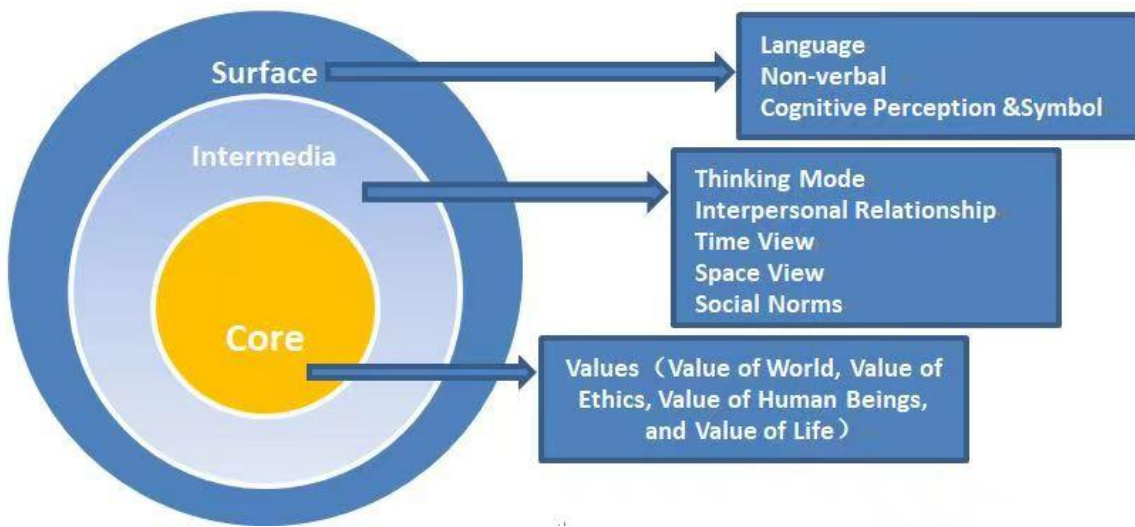 Surface
Language
Non-verbal
Cognitive Perception &Symbol
Intermedia
Thinking Mode
Interpersonal Relationship
Time View
Space View
Social Norms
Core
Values（Value of World, Value of
Ethics, Value of Human Beings,
and Value of Life）